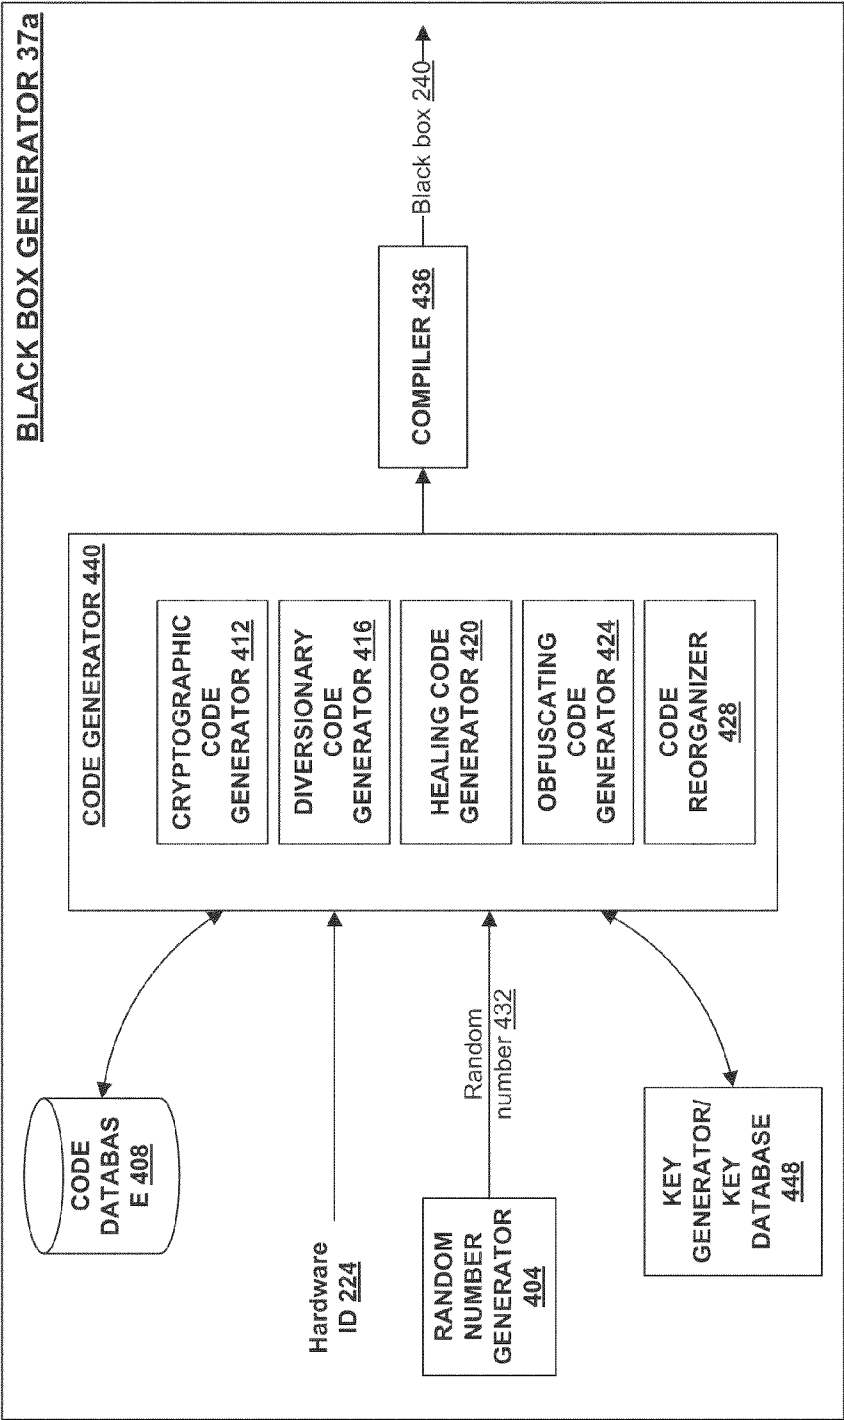 BLACK BOX GENERATOR 37a
CODE
DATABAS
E 408
Hardware
ID 224
RANDOM
NUMBER
GENERATOR
404
Random
number 432
KEY
GENERATOR/
KEY
DATABASE
448
CODE GENERATOR 440
CRYPTOGRAPHIC
CODE
GENERATOR 412
DIVERSIONARY
CODE
GENERATOR 416
HEALING CODE
GENERATOR 420
OBFUSCATING
CODE
GENERATOR 424
CODE
REORGANIZER
428
COMPILER 436
Black box 240